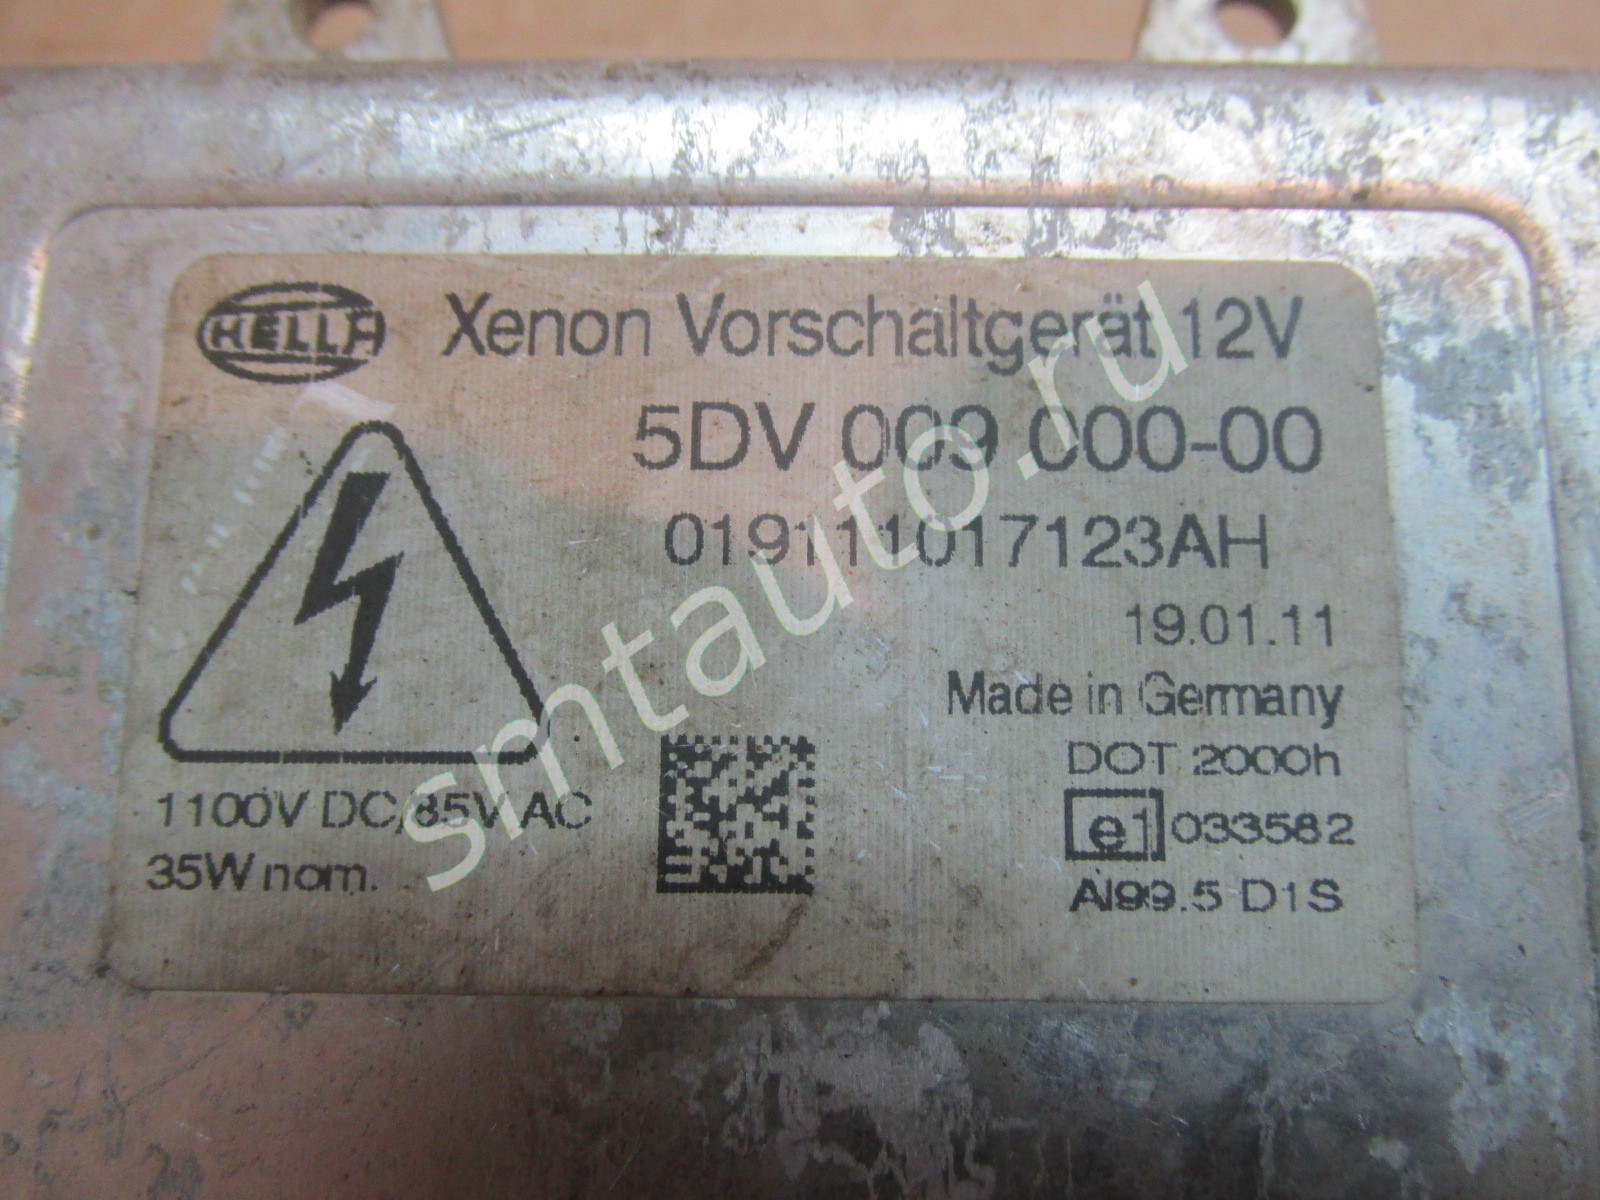 HELLA
Xenon Vorschaltgerät 12V
5DV 009 000-00
019111017123AH
19.01.11
Made in Germany
DOT 2000h
e1 033582
Al99.5 D1S
1100V DC/85V AC
35W nom.
smtauto.ru